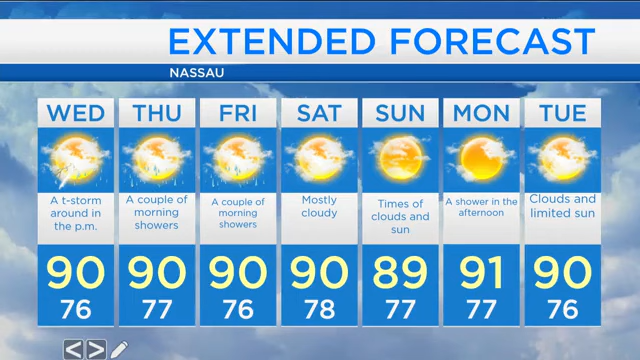 EXTENDED FORECAST
NASSAU
WED THU FRI SAT SUN MON TUE
A t-storm
around in
the p.m.
A couple of
morning
showers
A couple of
morning
showers
Mostly
cloudy
Times of
clouds and
sun
A shower in the
afternoon
Clouds and
limited sun
90 90 90 90 89 91 90
76 77 76 78 77 77 76